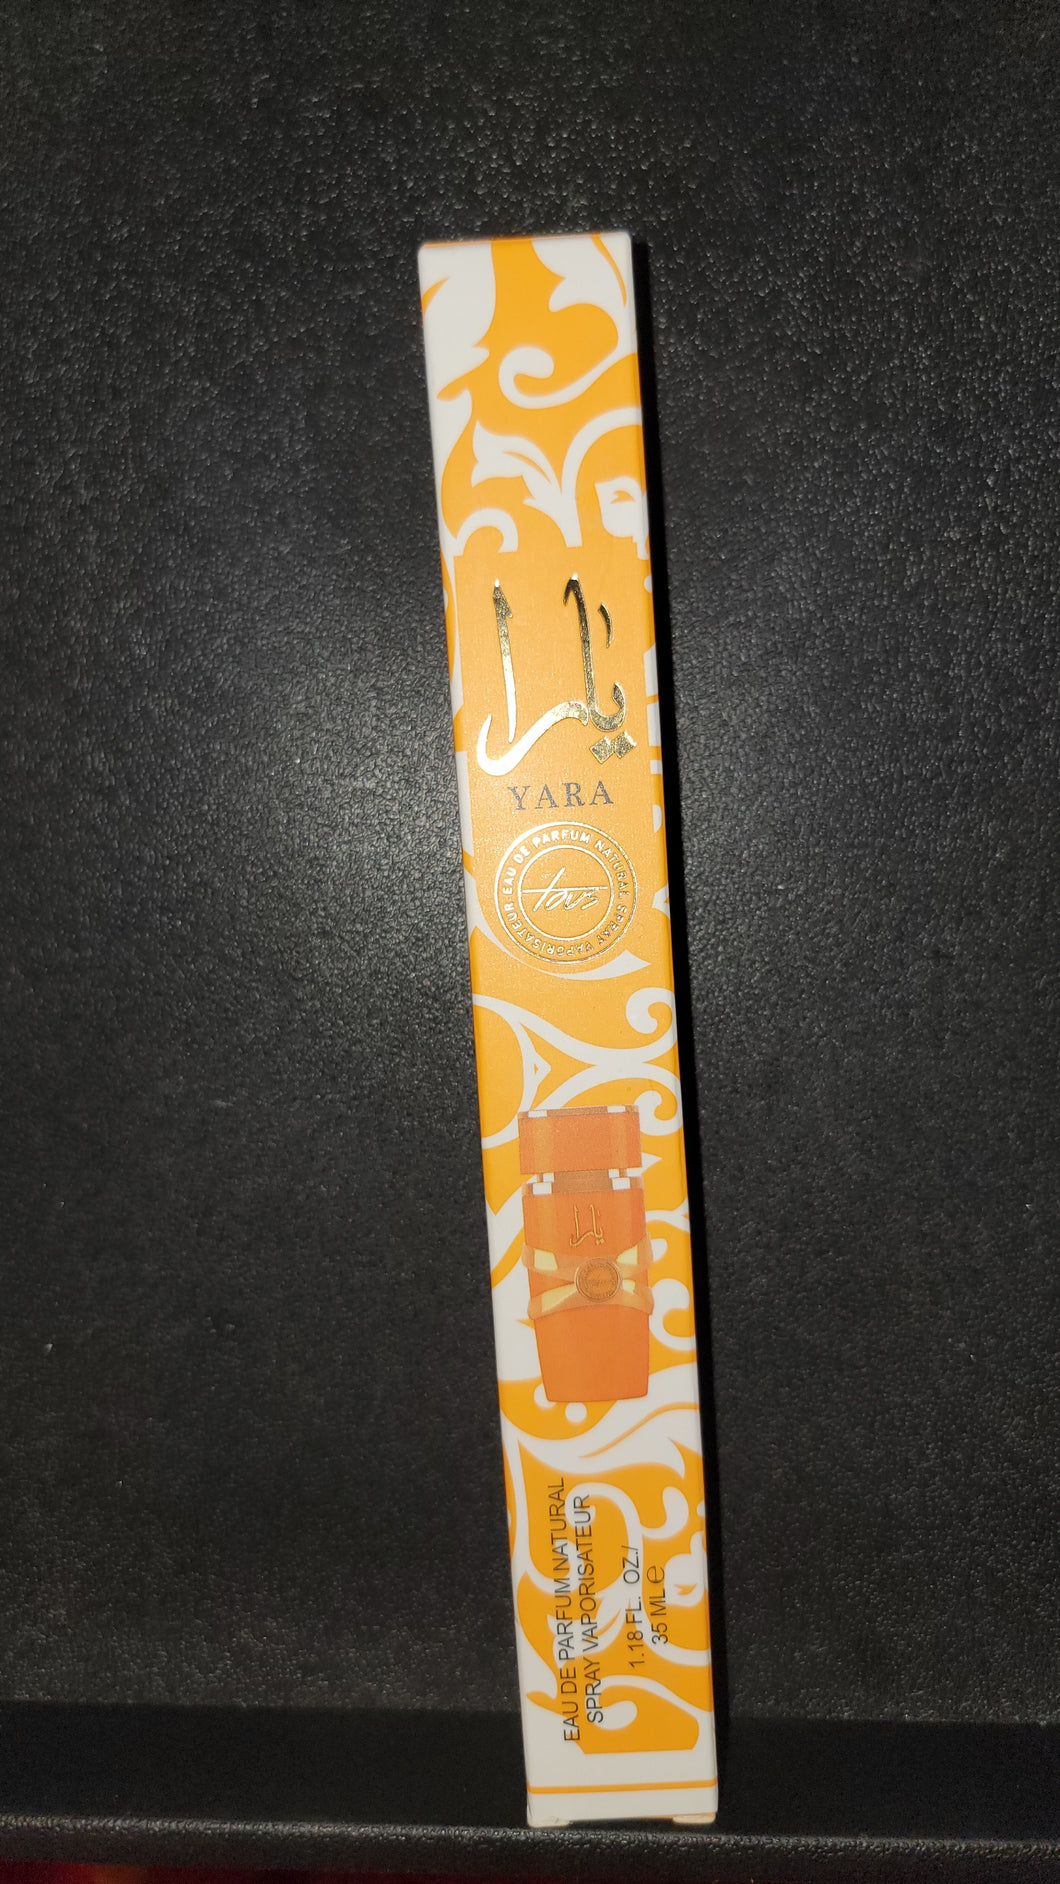 يارا
YARA
EAU DE PARFUM NATURAL SPRAY VAPORISATEUR
tous
يارا
EAU DE PARFUM NATURAL
SPRAY VAPORISATEUR
1.18 FL. OZ./
35 ML e